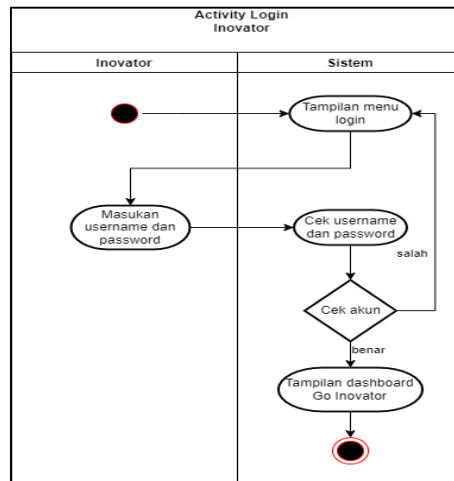 Activity Login
Inovator
Inovator
Sistem
Tampilan menu
login
Masukan
username dan
password
Cek username
dan password
salah
Cek akun
benar
Tampilan dashboard
Go Inovator